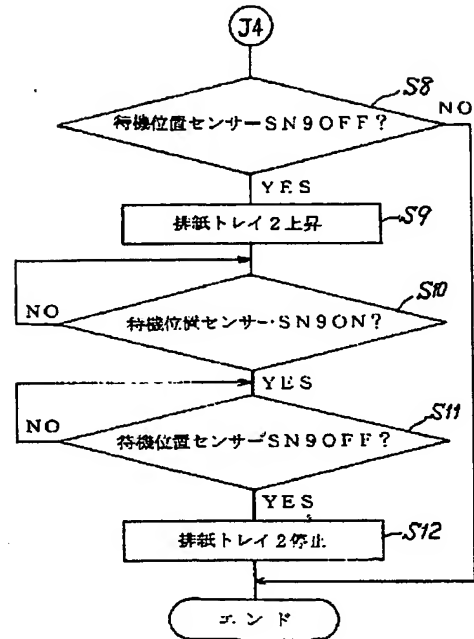 J4
S8
待機位置センサーSN9OFF?
NO
YES
排紙トレイ2上昇
S9
S10
待機位置センサーSN9ON?
NO
YES
S11
待機位置センサーSN9OFF?
NO
YES
排紙トレイ2停止
S12
エンド